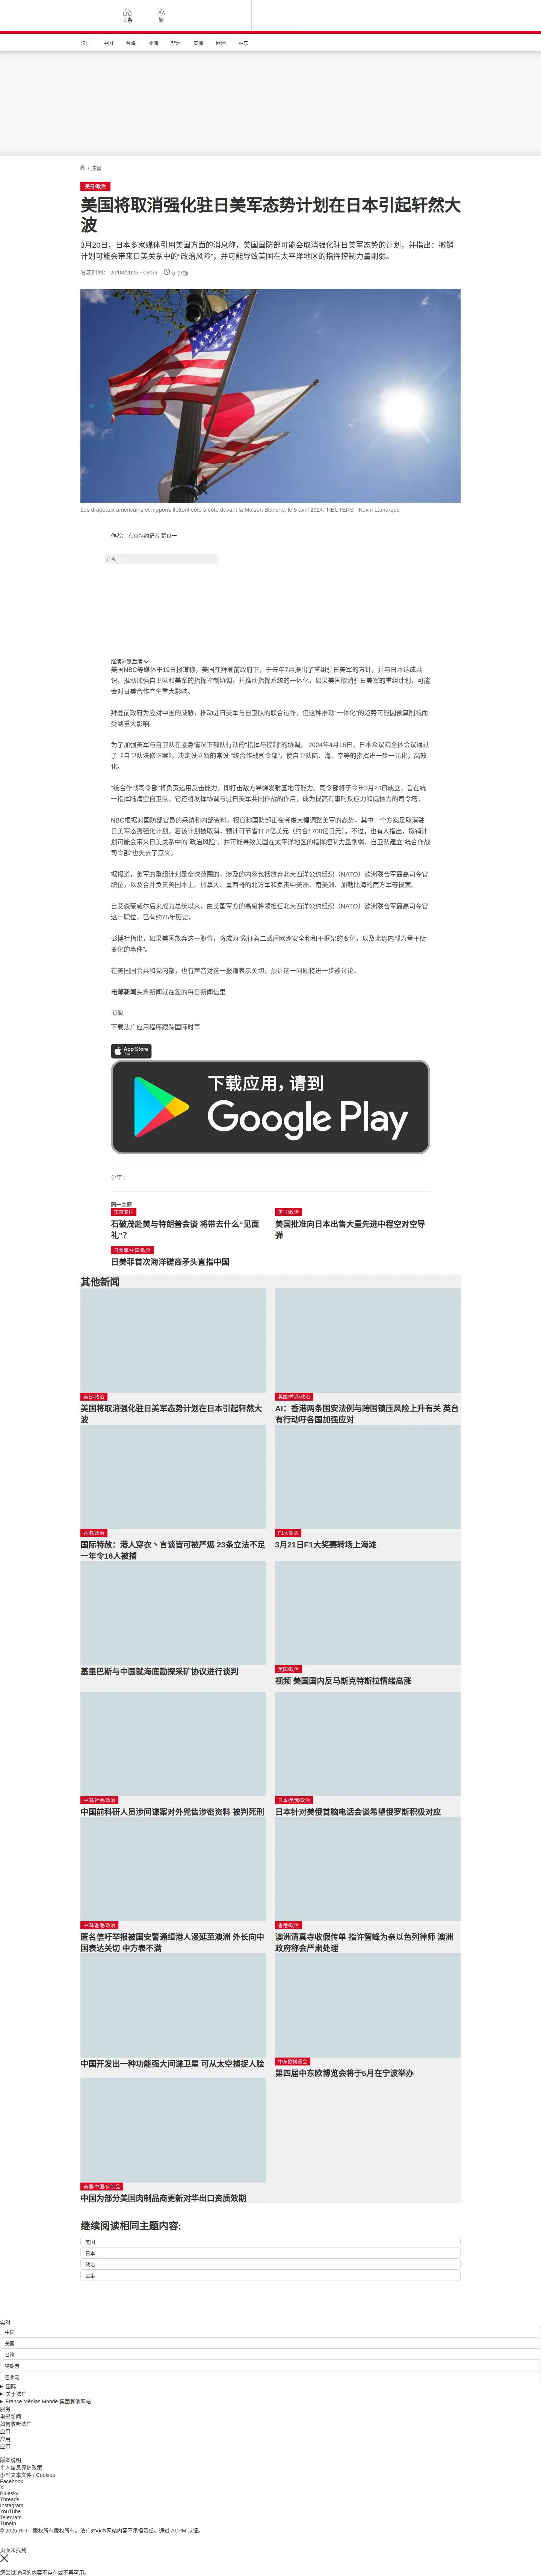 头条
繁
法国
中国
台海
亚洲
非洲
美洲
欧洲
中东
/ 中国
美日/政治
美国将取消强化驻日美军态势计划在日本引起轩然大
波
3月20日，日本多家媒体引用美国方面的消息称，美国国防部可能会取消强化驻日美军态势的计划，并指出：撤销
计划可能会带来日美关系中的“政治风险”，并可能导致美国在太平洋地区的指挥控制力量削弱。
发表时间： 20/03/2025 - 09:59
6 分钟
Les drapeaux américains et nippons flottent côte à côte devant la Maison Blanche, le 5 avril 2024. REUTERS - Kevin Lamarque
作者： 东京特约记者 楚良一
广告
继续浏览后续
美国NBC等媒体于19日报道称，美国在拜登前政府下，于去年7月提出了重组驻日美军的方针，并与日本达成共
识，推动加强自卫队和美军的指挥控制协调，并推动指挥系统的一体化，如果美国取消驻日美军的重组计划，可能
会对日美合作产生重大影响。
拜登前政府为应对中国的威胁，推动驻日美军与自卫队的联合运作，但这种推动“一体化”的趋势可能因预算削减而
受到重大影响。
为了加强美军与自卫队在紧急情况下部队行动的“指挥与控制”的协调， 2024年4月16日，日本众议院全体会议通过
了《自卫队法修正案》，决定设立新的常设 “统合作战司令部”，使自卫队陆、海、空等的指挥进一步一元化，高效
化。
“统合作战司令部”将负责运用反击能力，即打击敌方导弹发射基地等能力。司令部将于今年3月24日成立，旨在统
一指挥陆海空自卫队。它还将发挥协调与驻日美军共同作战的作用，成为提高有事时反应力和威慑力的司令塔。
NBC根据对国防部官员的采访和内部资料，报道称国防部正在考虑大幅调整美军的态势，其中一个方案是取消驻
日美军态势强化计划。若该计划被取消，预计可节省11.8亿美元（约合1700亿日元）。不过，也有人指出，撤销计
划可能会带来日美关系中的“政治风险”，并可能导致美国在太平洋地区的指挥控制力量削弱，自卫队建立“统合作战
司令部”也失去了意义。
据报道，美军的重组计划是全球范围的，涉及的内容包括放弃北大西洋公约组织（NATO）欧洲联合军最高司令官
职位，以及合并负责美国本土、加拿大、墨西哥的北方军和负责中美洲、南美洲、加勒比海的南方军等提案。
自艾森豪威尔后来成为总统以来，由美国军方的高级将领担任北大西洋公约组织（NATO）欧洲联合军最高司令官
这一职位，已有约75年历史，
彭博社指出，如果美国放弃这一职位，将成为“象征着二战后欧洲安全和和平框架的变化，以及北约内部力量平衡
变化的事件”。
在美国国会共和党内部，也有声音对这一报道表示关切，预计这一问题将进一步被讨论。
电邮新闻头条新闻就在您的每日新闻信里
订阅
下载法广应用程序跟踪国际时事
App Store
下载
下载应用，请到
Google Play
分享 :
同一主题
东京专栏
石破茂赴美与特朗普会谈 将带去什么“见面
礼”？
美日/政治
美国批准向日本出售大量先进中程空对空导
弹
日美菲/中国/政治
日美菲首次海洋磋商矛头直指中国
其他新闻
美日/政治
美国将取消强化驻日美军态势计划在日本引起轩然大
波
英国/香港/政治
AI：香港两条国安法例与跨国镇压风险上升有关 英台
有行动吁各国加强应对
香港/政治
国际特赦：港人穿衣丶言谈皆可被严惩 23条立法不足
一年令16人被捕
F1大奖赛
3月21日F1大奖赛转场上海滩
基里巴斯与中国就海底勘探采矿协议进行谈判
美国/政治
视频 美国国内反马斯克特斯拉情绪高涨
中国/社会/政治
中国前科研人员涉间谍案对外兜售涉密资料 被判死刑
日本/美俄/政治
日本针对美俄首脑电话会谈希望俄罗斯积极对应
中国/香港/政治
匿名信吁举报被国安警通缉港人漫延至澳洲 外长向中
国表达关切 中方表不满
香港/政治
澳洲清真寺收假传单 指许智峰为亲以色列律师 澳洲
政府称会严肃处理
中国开发出一种功能强大间谍卫星 可从太空捕捉人脸
中东欧博览会
第四届中东欧博览会将于5月在宁波举办
美国/中国/肉制品
中国为部分美国肉制品商更新对华出口资质效期
继续阅读相同主题内容:
美国
日本
政治
军事
实时
中国
美国
台湾
特朗普
巴拿马
国际
关于法广
France Médias Monde 集团其他网站
服务
电邮新闻
如何收听法广
应用
应用
应用
版本说明
个人信息保护政策
小型文本文件 / Cookies
Facebook
X
Bluesky
Threads
Instagram
YouTube
Telegram
TuneIn
© 2025 RFI – 版权所有版权所有。法广对非本网站内容不承担责任。通过 ACPM 认证。
页面未找到
您尝试访问的内容不存在或不再可用。